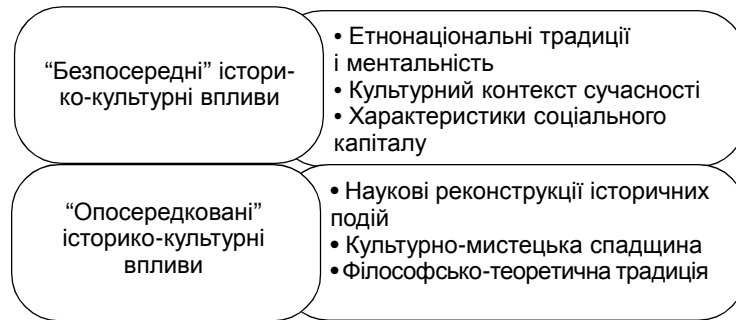 “Безпосередні” істори-
ко-культурні впливи
• Етнонаціональні традиції
і ментальність
• Культурний контекст сучасності
• Характеристики соціального
капіталу
“Опосередковані”
історико-культурні
впливи
• Наукові реконструкції історичних
подій
• Культурно-мистецька спадщина
• Філософсько-теоретична традиція